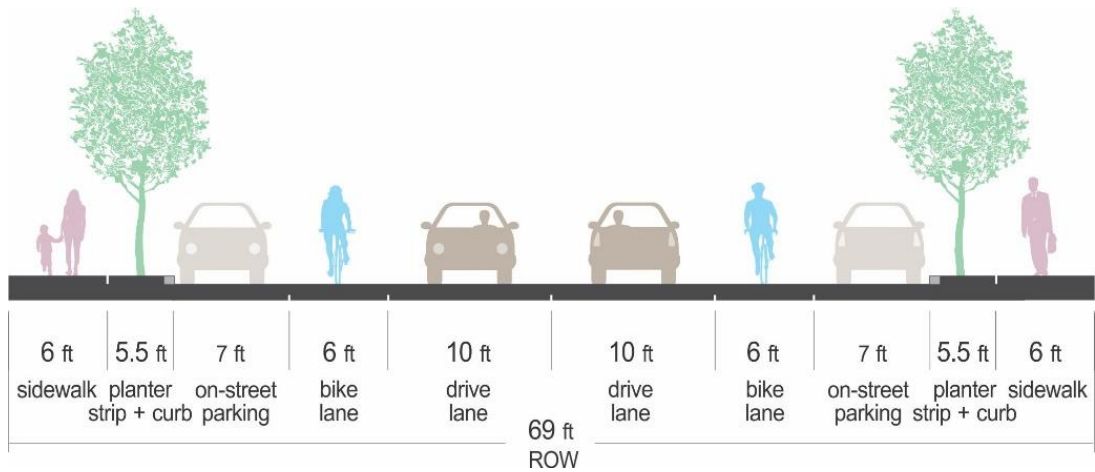 6 ft 5.5 ft 7 ft 6 ft 10 ft 10 ft 6 ft 7 ft 5.5 ft 6 ft
sidewalk planter on-street bike drive drive bike on-street planter sidewalk
strip + curb parking lane lane lane lane parking strip + curb
69 ft
ROW